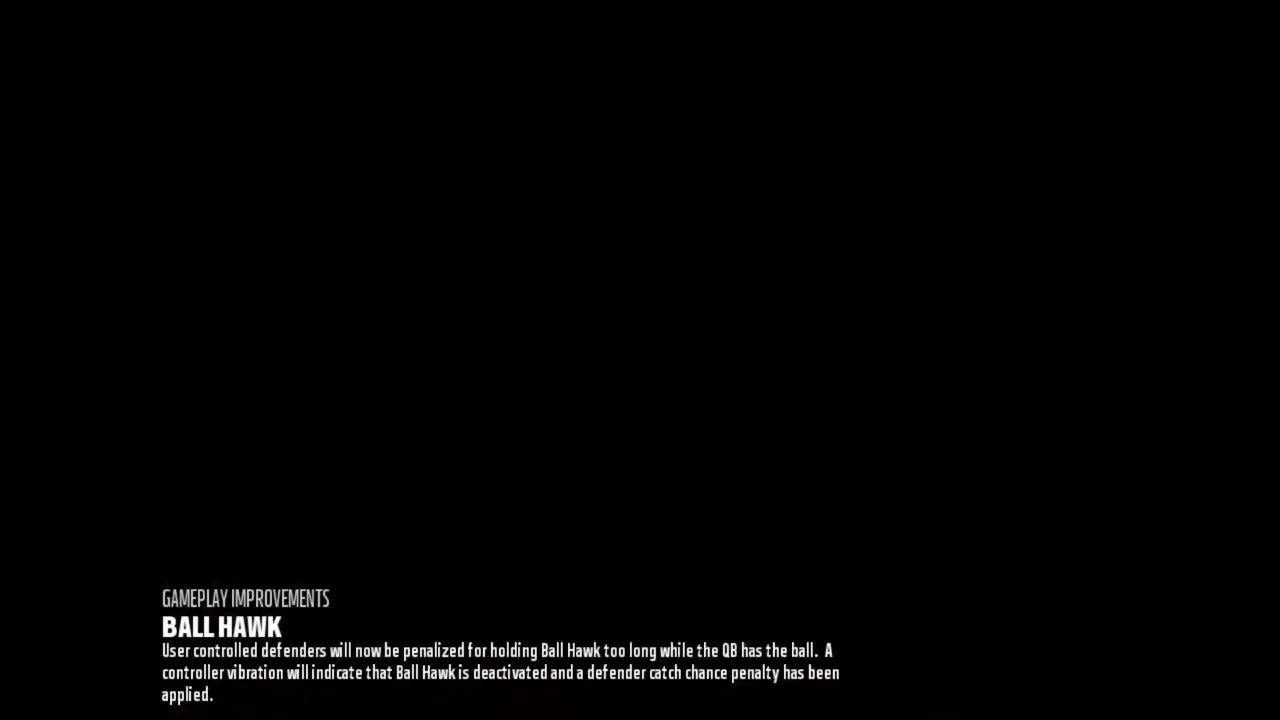 GAMEPLAY IMPROVEMENTS
BALL HAWK
User controlled defenders will now be penalized for holding Ball Hawk too long while the QB has the ball.  A
controller vibration will indicate that Ball Hawk is deactivated and a defender catch chance penalty has been
applied.